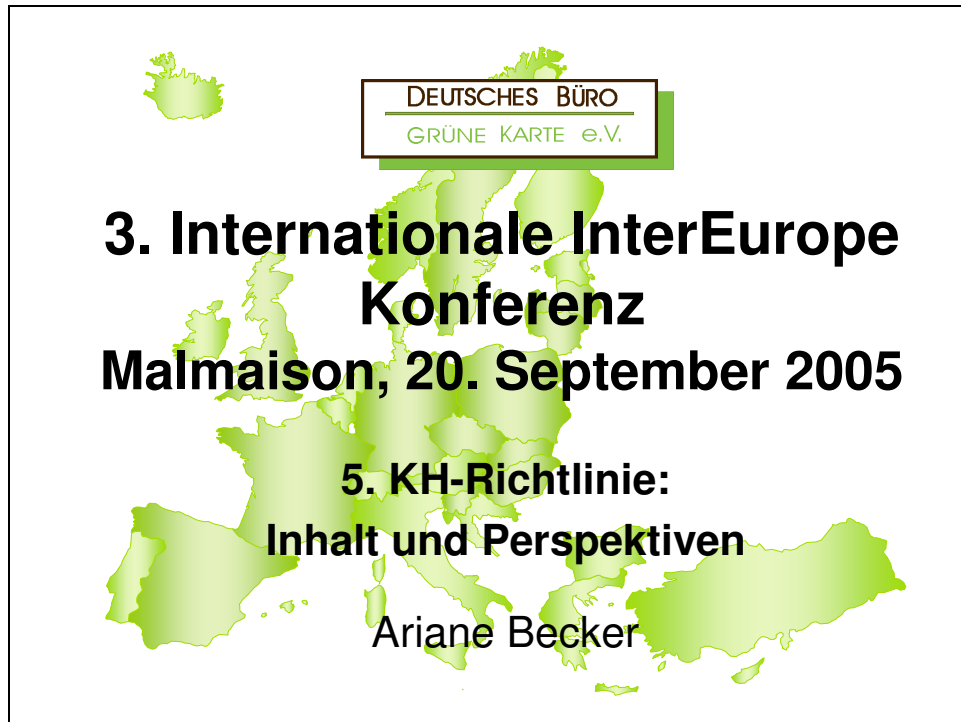 DEUTSCHES BÜRO
GRÜNE KARTE e.V.
3. Internationale InterEurope
Konferenz
Malmaison, 20. September 2005
5. KH-Richtlinie:
Inhalt und Perspektiven
Ariane Becker